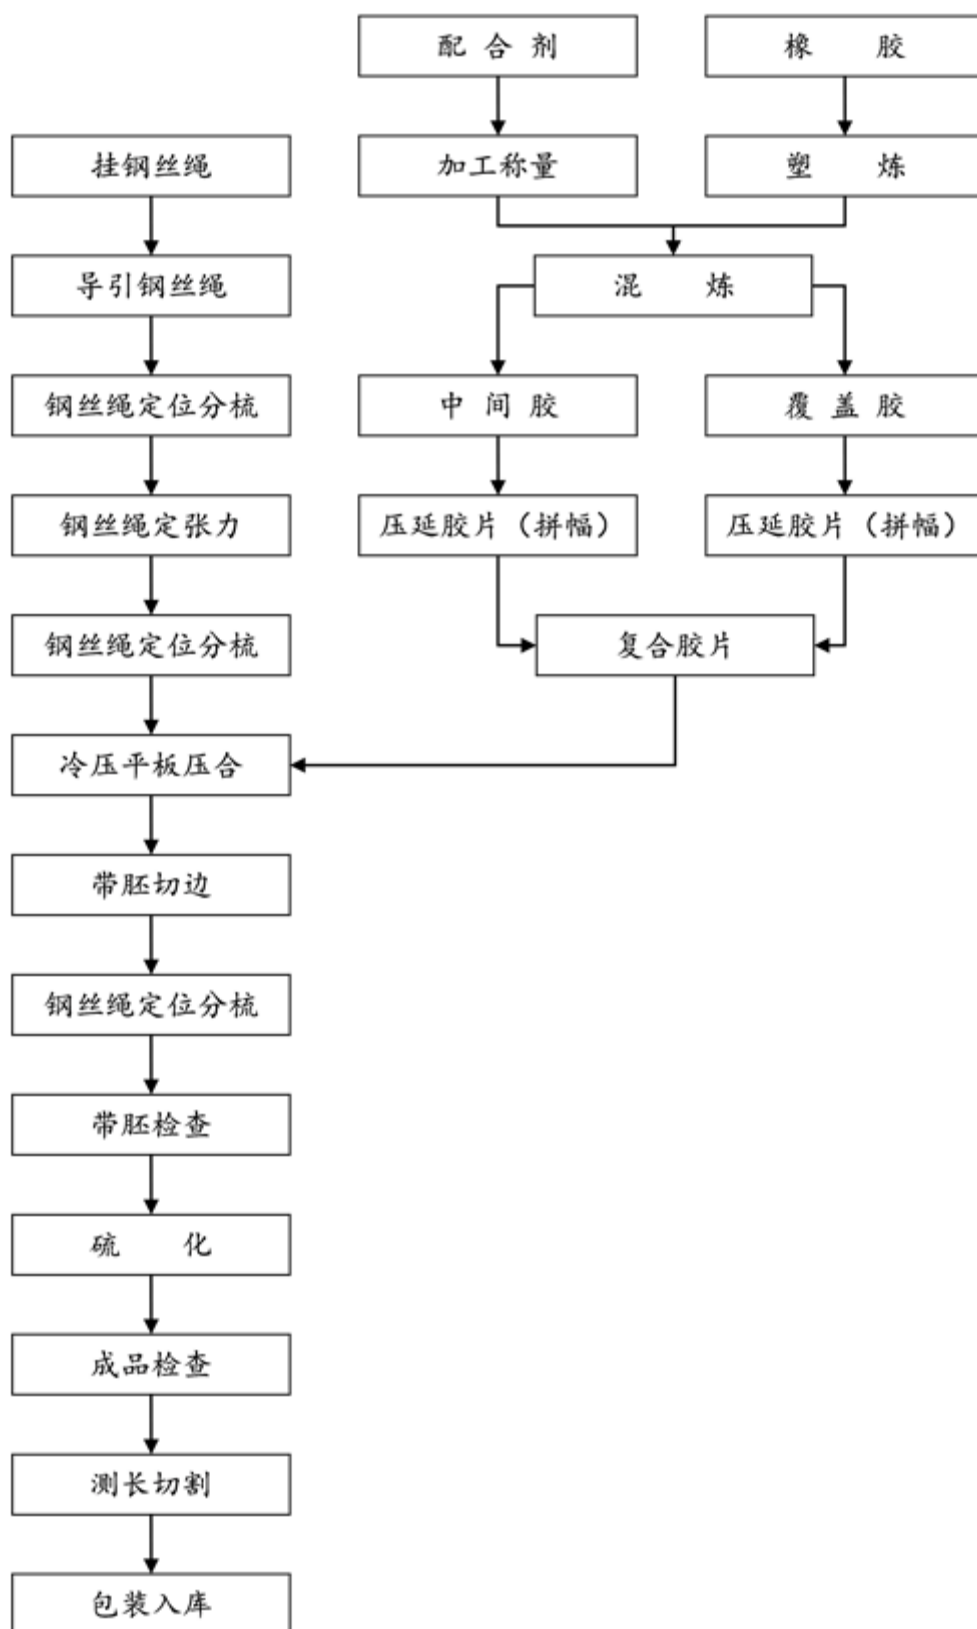 配合剂
橡胶
挂钢丝绳
加工称量
塑炼
导引钢丝绳
混炼
钢丝绳定位分梳
中间胶
覆盖胶
钢丝绳定张力
压延胶片（拼幅）
压延胶片（拼幅）
钢丝绳定位分梳
复合胶片
冷压平板压合
带胚切边
钢丝绳定位分梳
带胚检查
硫化
成品检查
测长切割
包装入库